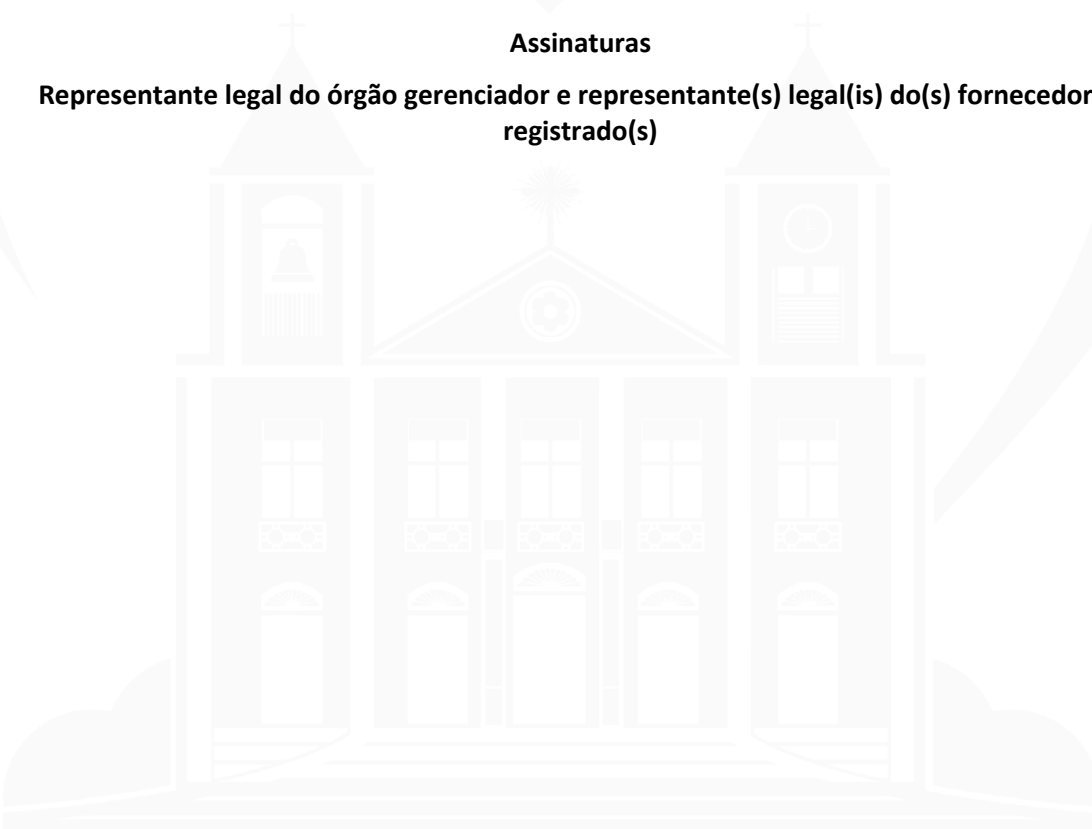 Assinaturas
Representante legal do órgão gerenciador e representante(s) legal(is) do(s) fornecedor
registrado(s)